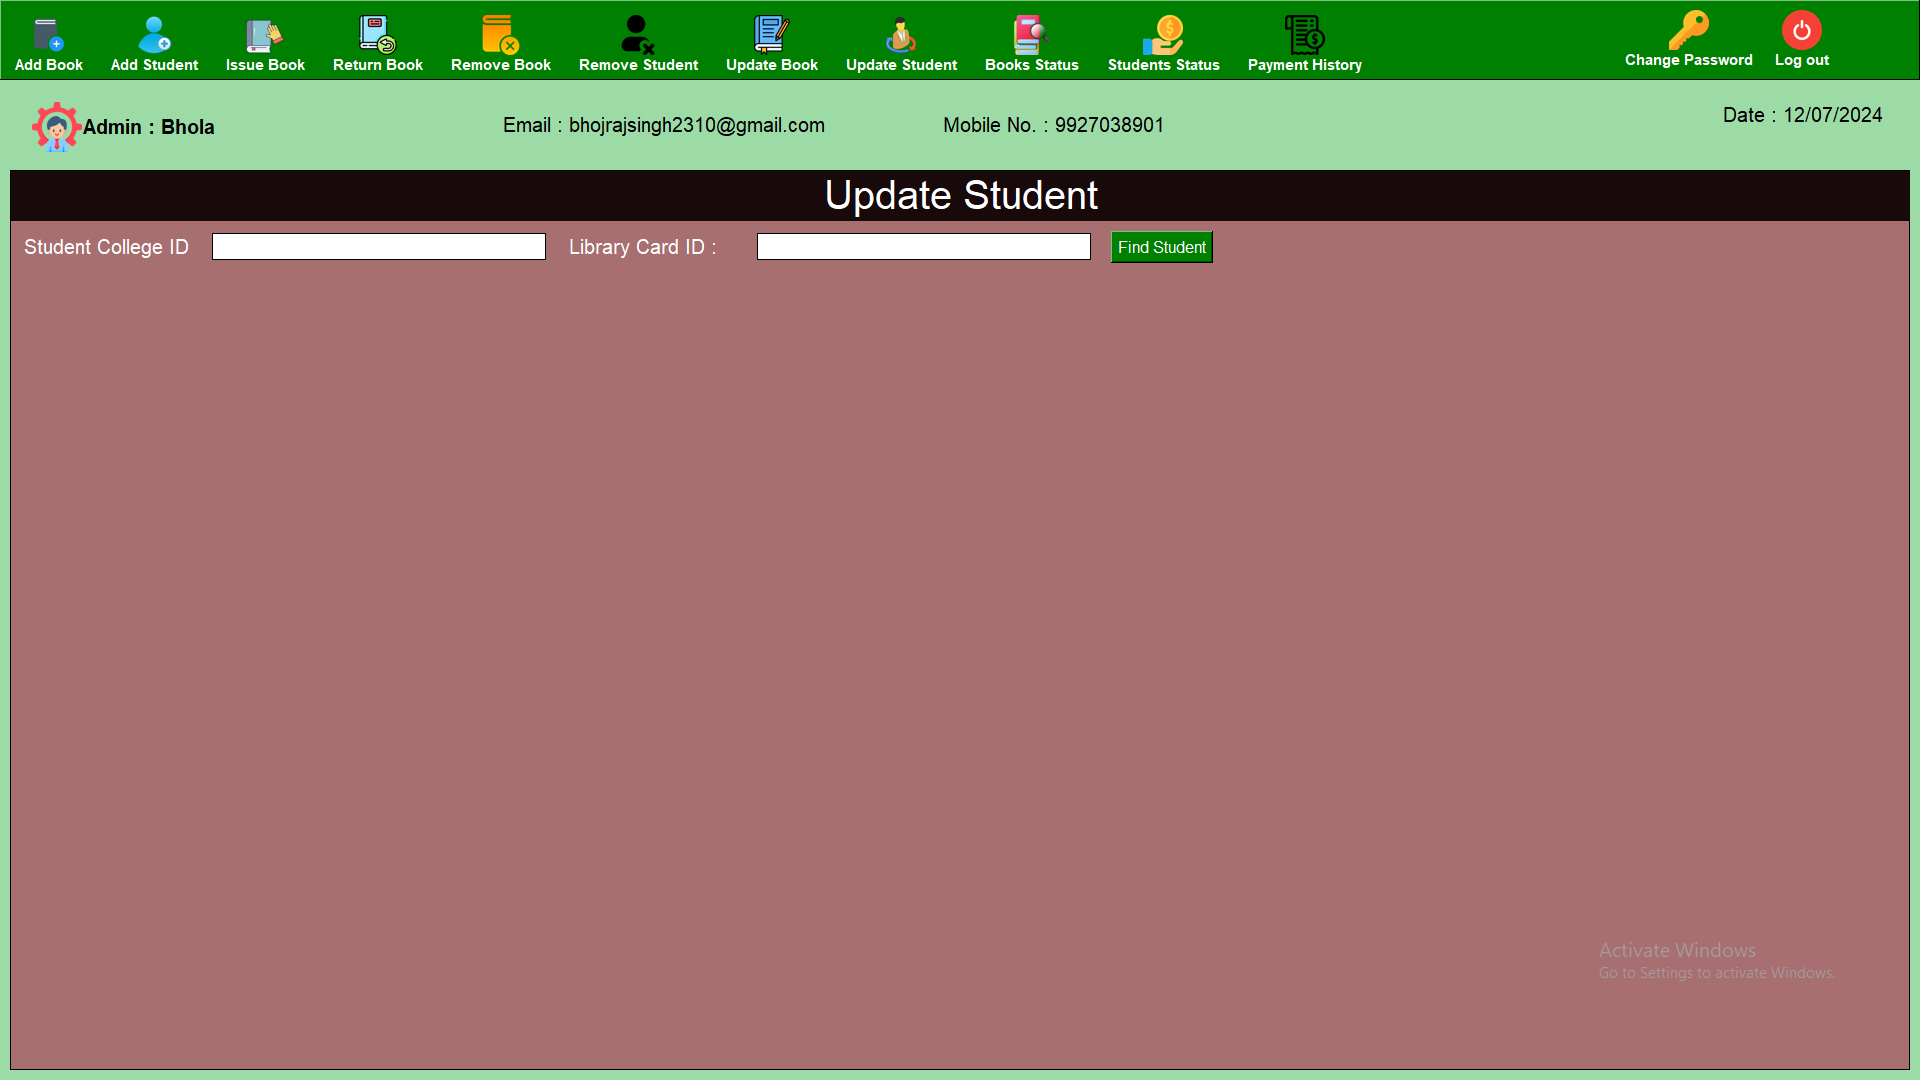 Add Book Add Student Issue Book Return Book Remove Book Remove Student Update Book Update Student Books Status Students Status Payment History Change Password Log out
Admin : Bhola Email : bhojrajsingh2310@gmail.com Mobile No. : 9927038901 Date : 12/07/2024
Update Student
Student College ID Library Card ID : Find Student
Activate Windows
Go to Settings to activate Windows.